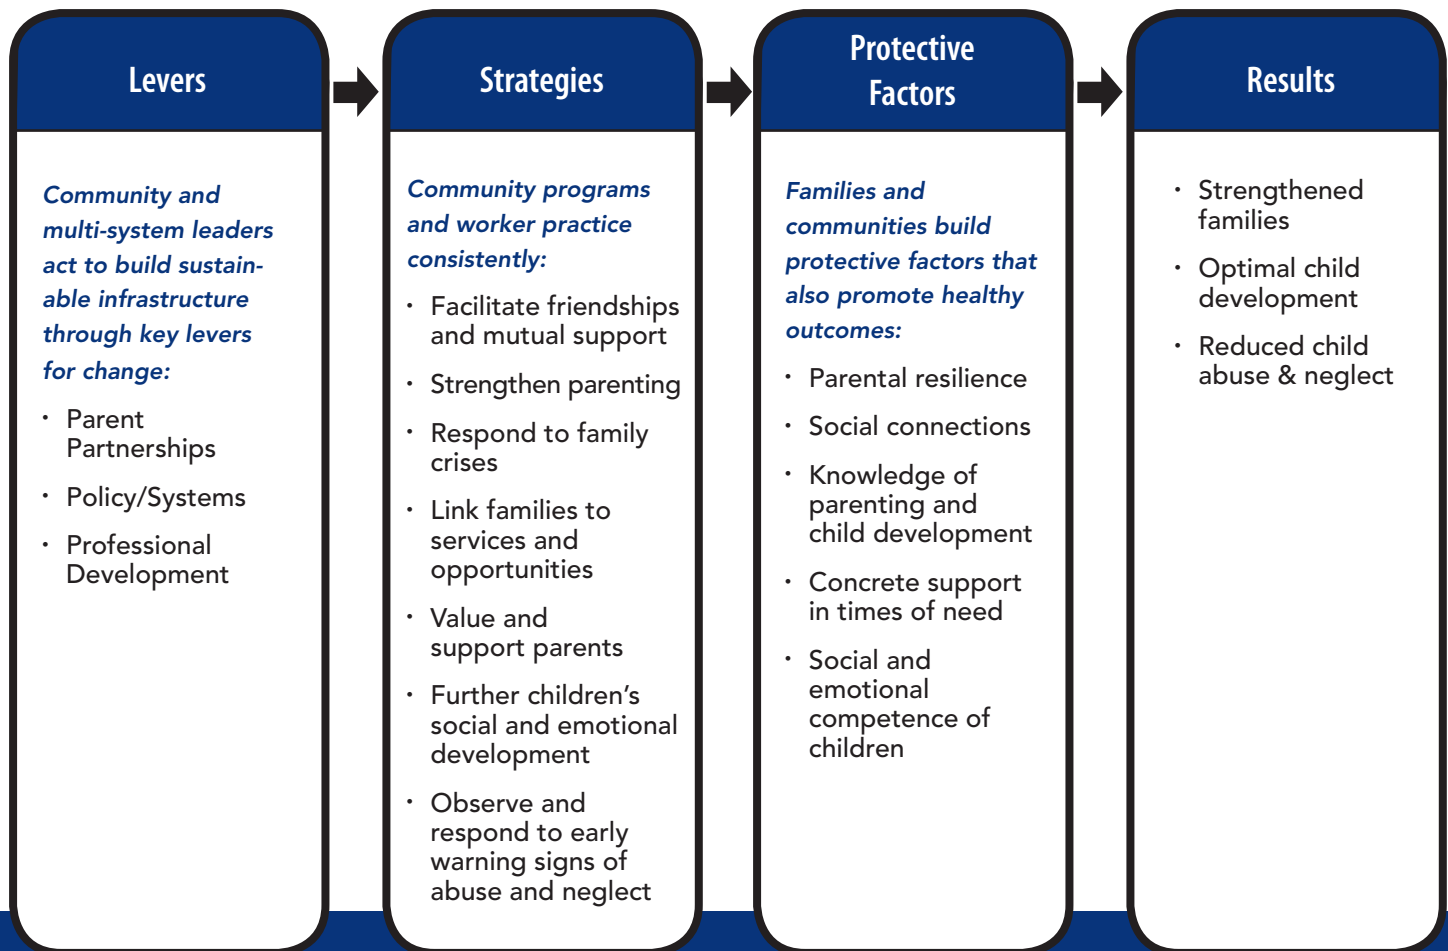 Levers
Community and
multi-system leaders
act to build sustain-
able infrastructure
through key levers
for change:
· Parent
Partnerships
· Policy/Systems
· Professional
Development
Strategies
Community programs
and worker practice
consistently:
· Facilitate friendships
and mutual support
· Strengthen parenting
· Respond to family
crises
· Link families to
services and
opportunities
· Value and
support parents
· Further children’s
social and emotional
development
· Observe and
respond to early
warning signs of
abuse and neglect
Protective
Factors
Families and
communities build
protective factors that
also promote healthy
outcomes:
· Parental resilience
· Social connections
· Knowledge of
parenting and
child development
· Concrete support
in times of need
· Social and
emotional
competence of
children
Results
· Strengthened
families
· Optimal child
development
· Reduced child
abuse & neglect